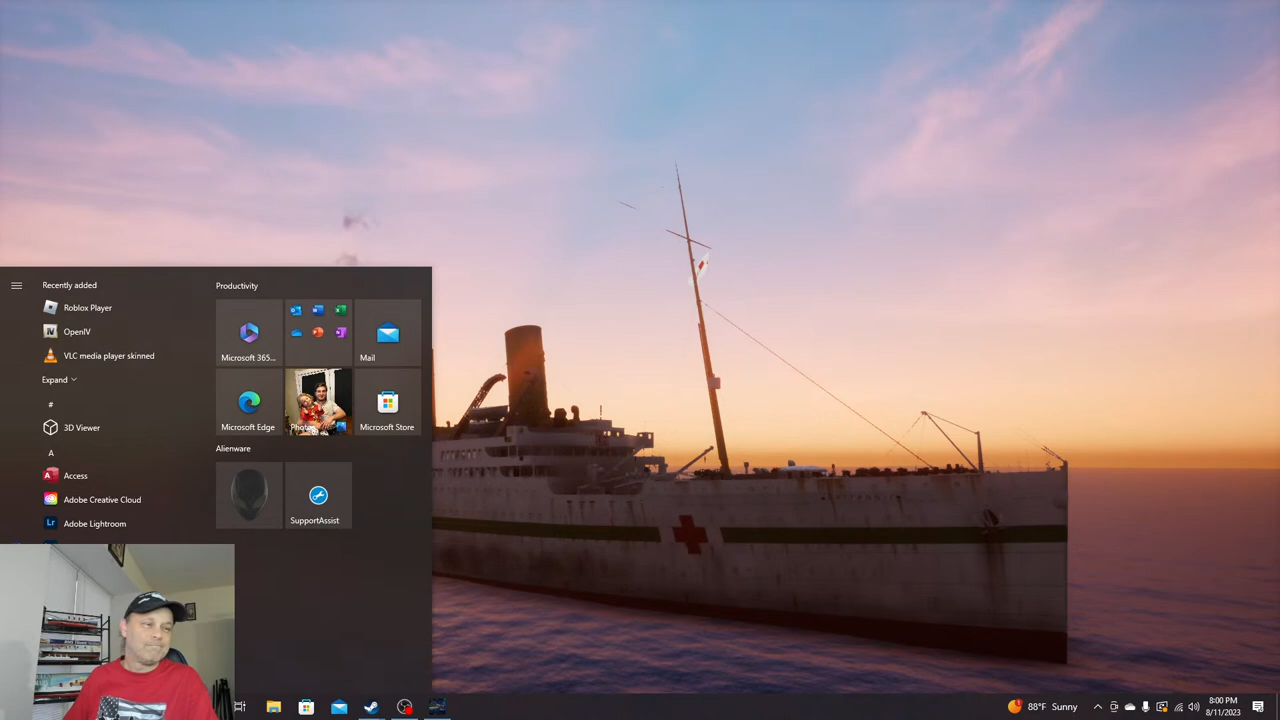 Recently added
Roblox Player
OpenIV
VLC media player skinned
Expand
#
3D Viewer
A
Access
Adobe Creative Cloud
Adobe Lightroom
Productivity
Microsoft 365...
Mail
Microsoft Edge
Photos
Microsoft Store
Alienware
SupportAssist
88°F Sunny
8:00 PM
8/11/2023